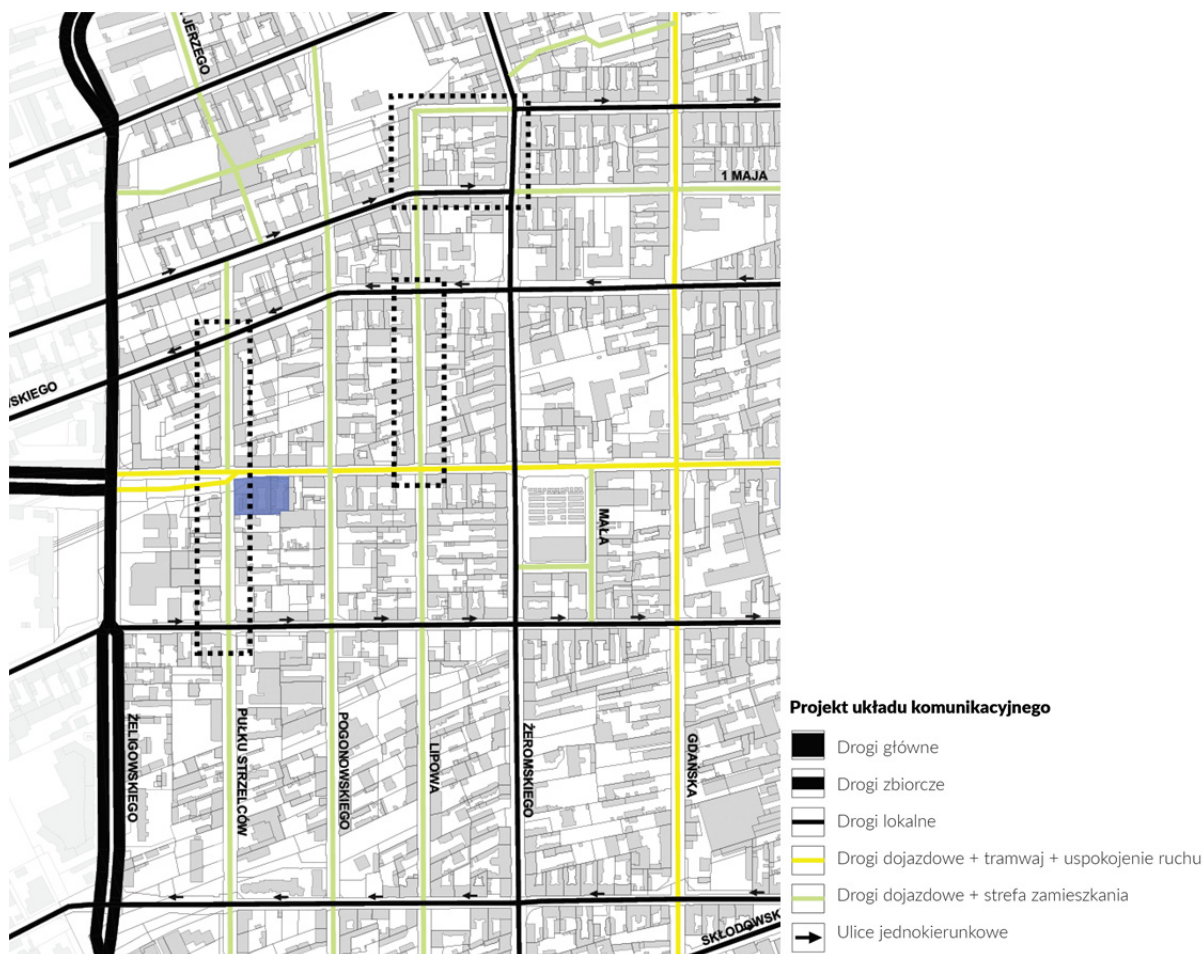 JERZEGO
1 MAJA
SKIEGO
MAŁA
ŻELIGOWSKIEGO
PUŁKU STRZELCÓW
POGONOWSKIEGO
LIPOWA
ŻEROMSKIEGO
GDAŃSKA
SKŁODOWSK
Projekt układu komunikacyjnego
Drogi główne
Drogi zbiorcze
Drogi lokalne
Drogi dojazdowe + tramwaj + uspokojenie ruchu
Drogi dojazdowe + strefa zamieszkania
Ulice jednokierunkowe